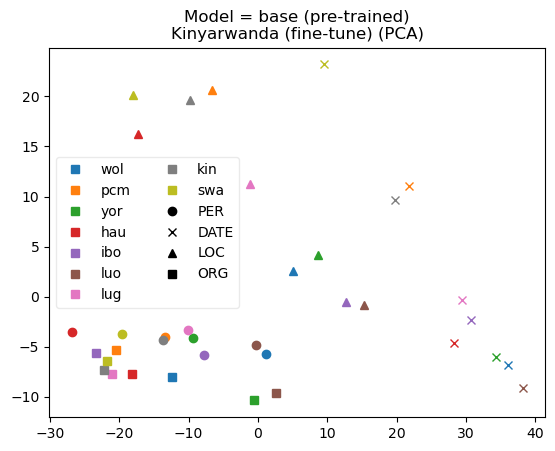 Model = base (pre-trained)
Kinyarwanda (fine-tune) (PCA)
20
15
10
5
0
−5
−10
wol
pcm
yor
hau
ibo
luo
lug
kin
swa
PER
DATE
LOC
ORG
−30
−20
−10
0
10
20
30
40